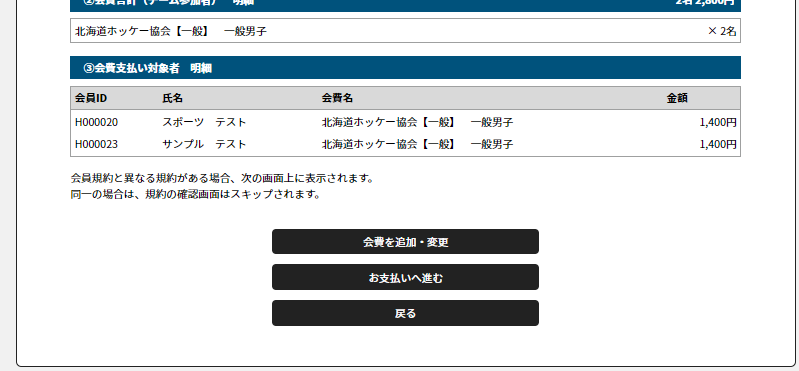 ②会費合計（チーム参加者）　明細　2名 2,800円
北海道ホッケー協会【一般】　一般男子　× 2名
③会費支払い対象者　明細
会員ID　氏名　会費名　金額
H000020　スポーツ　テスト　北海道ホッケー協会【一般】　一般男子　1,400円
H000023　サンプル　テスト　北海道ホッケー協会【一般】　一般男子　1,400円
会員規約と異なる規約がある場合、次の画面上に表示されます。
同一の場合は、規約の確認画面はスキップされます。
会費を追加・変更
お支払いへ進む
戻る